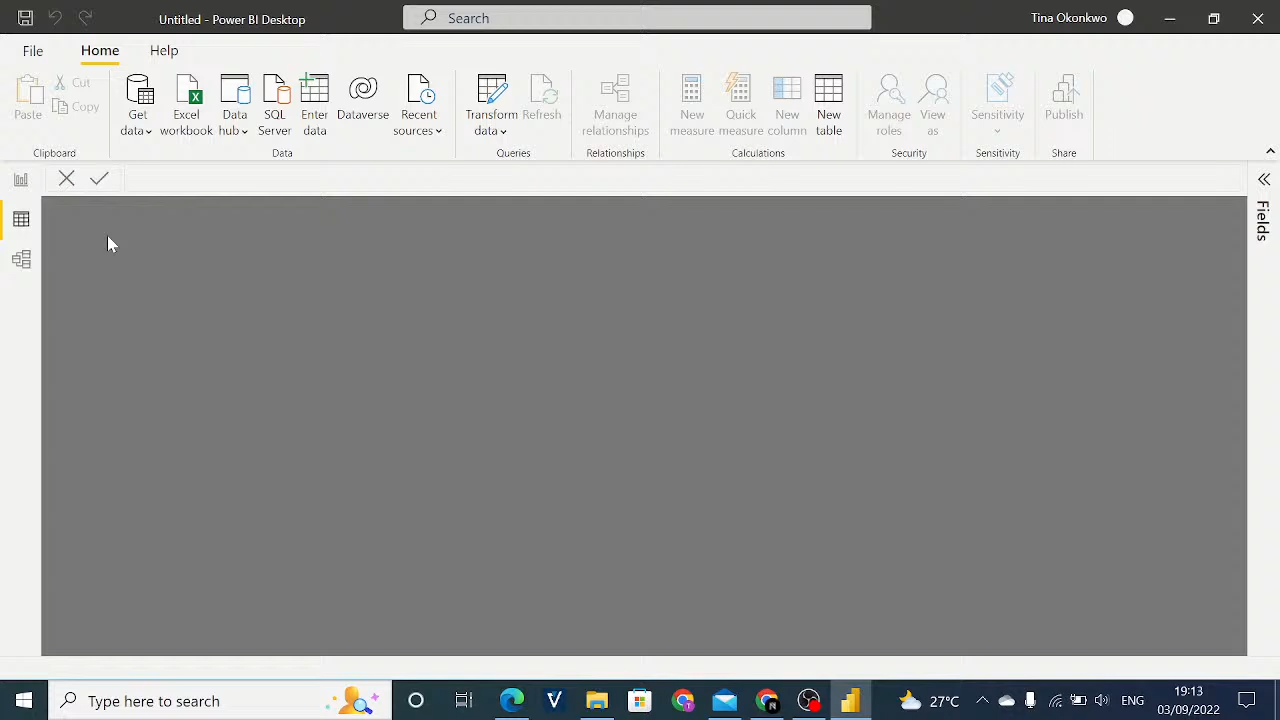 Untitled - Power BI Desktop
Search
Tina Okonkwo
File Home Help
Paste
Cut
Copy
Get data
Excel workbook
Data hub
SQL Server
Enter data
Dataverse
Recent sources
Transform data
Refresh
Manage relationships
New measure
Quick measure
New column
New table
Manage roles
View as
Sensitivity
Publish
Clipboard Data Queries Relationships Calculations Security Sensitivity Share
Fields
Type here to search
27°C
ENG
19:13
03/09/2022